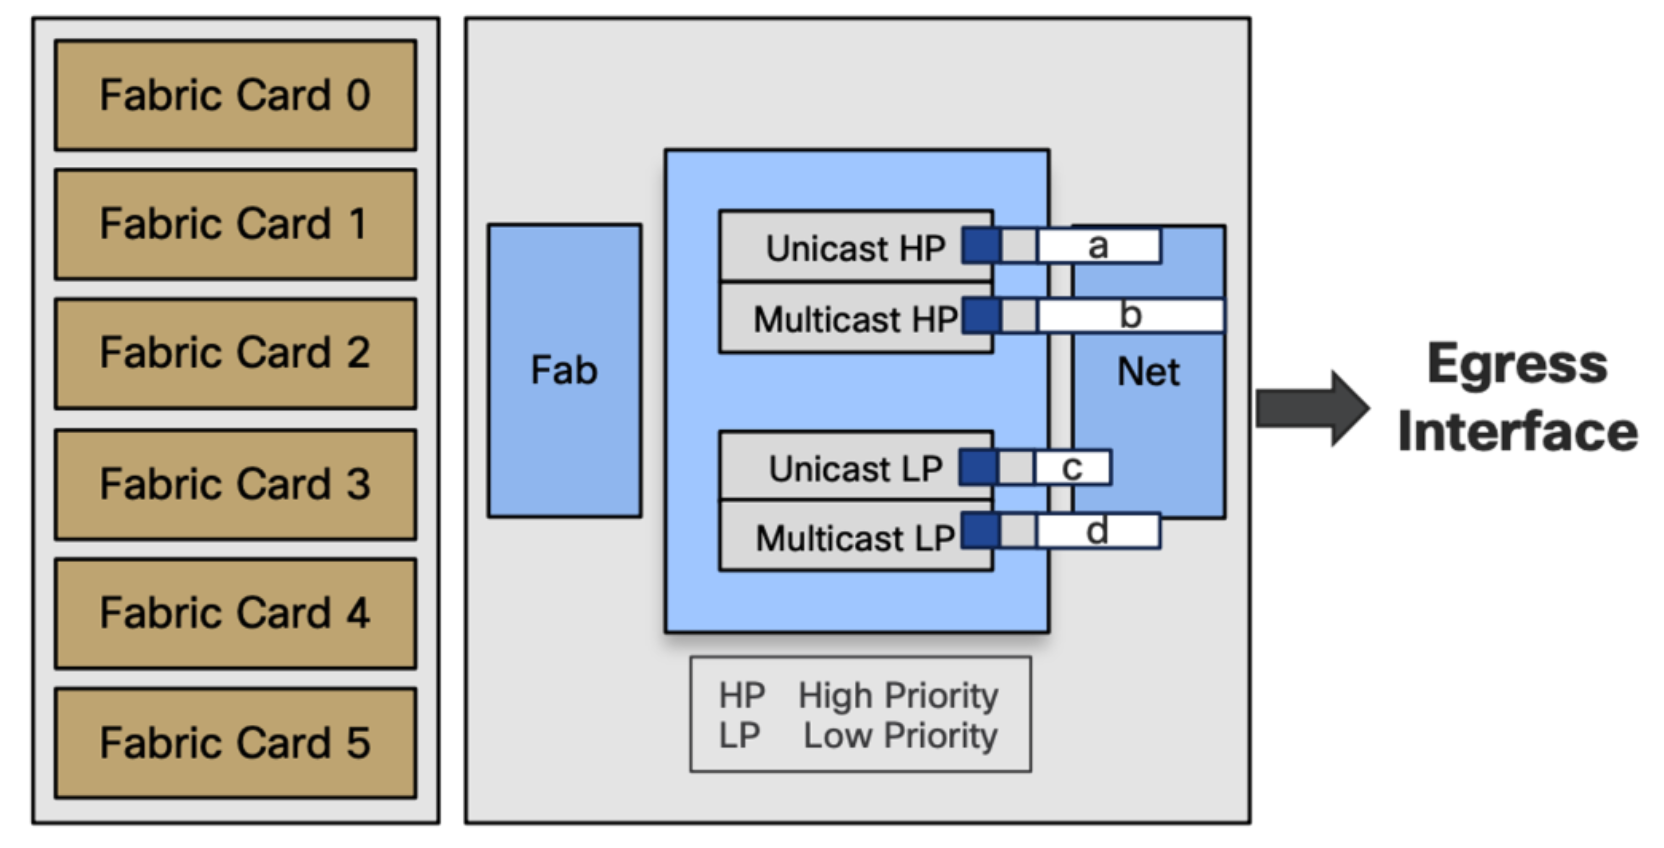 Fabric Card 0
Fabric Card 1
Fabric Card 2
Fabric Card 3
Fabric Card 4
Fabric Card 5
Fab
Unicast HP
a
Multicast HP
b
Unicast LP
c
Multicast LP
d
Net
HP High Priority
LP Low Priority
Egress
Interface